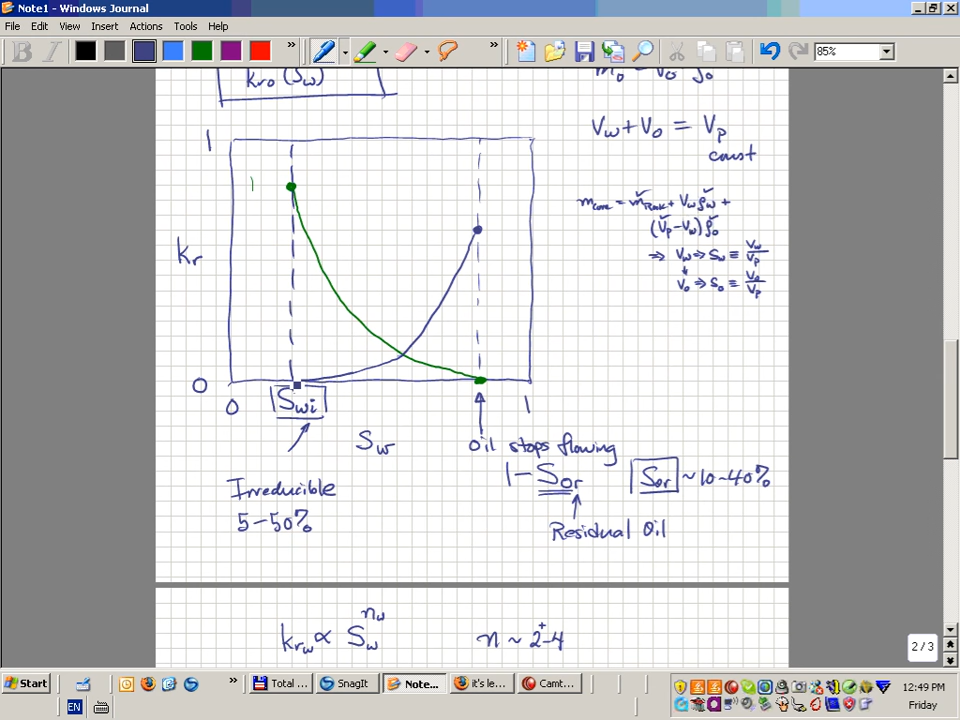 Note1 - Windows Journal
File Edit View Insert Actions Tools Help
B I U
85%
kro (Sw)
mo = Vo ρo
Vw + Vo = Vp
const
mcore = mRock + Vw ρw +
(Vp - Vw) ρo
⇒ Vw ⇒ Sw ≡ Vw/Vp
Vo ⇒ So ≡ Vo/Vp
1
kr
0
0
Swi
1
Sw
Oil stops flowing
1 - Sor
Sor ~ 10-40%
Irreducible
5-50%
Residual Oil
krw ∝ Sw^nw
n ~ 2+-4
2 / 3
Start
Total ...
SnagIt
Note...
it's le...
Camt...
12:49 PM
EN
Friday